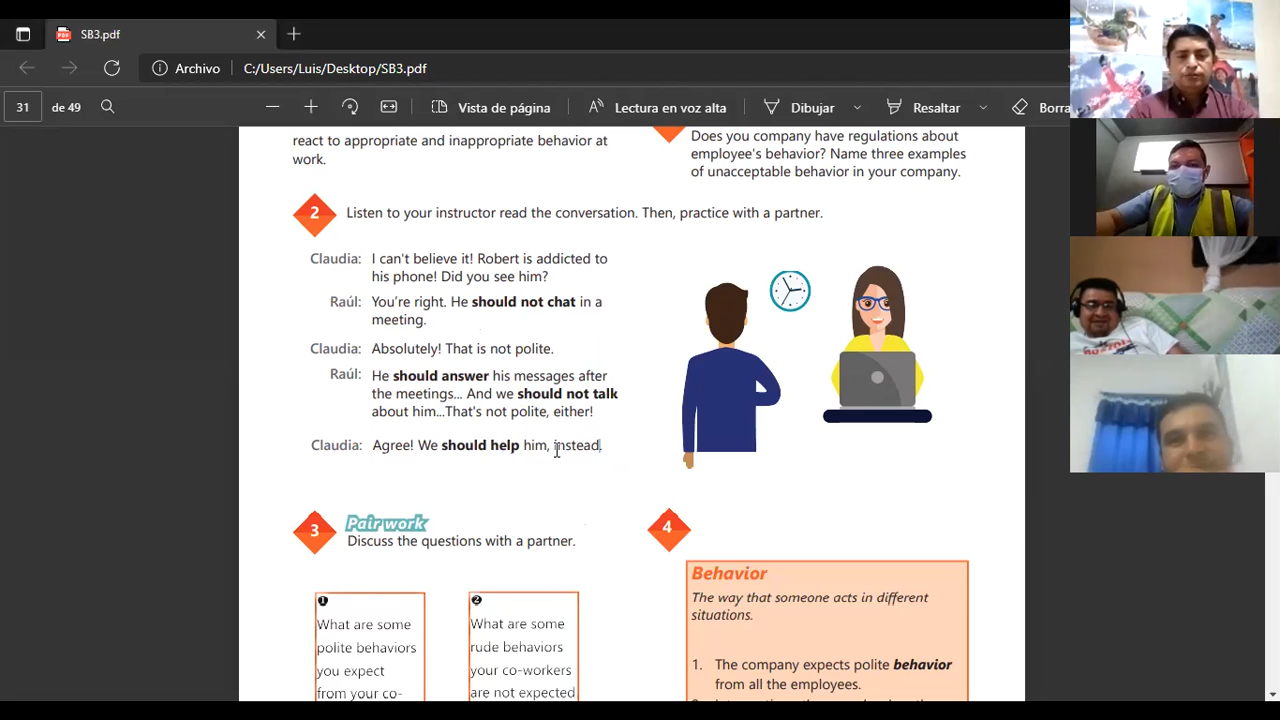 SB3.pdf
Archivo
C:/Users/Luis/Desktop/SB3.pdf
31
de 49
Vista de página
Lectura en voz alta
Dibujar
Resaltar
Borra
react to appropriate and inappropriate behavior at
work.
Does you company have regulations about
employee's behavior? Name three examples
of unacceptable behavior in your company.
2
Listen to your instructor read the conversation. Then, practice with a partner.
Claudia: I can't believe it! Robert is addicted to
his phone! Did you see him?
Raúl: You're right. He should not chat in a
meeting.
Claudia: Absolutely! That is not polite.
Raúl: He should answer his messages after
the meetings... And we should not talk
about him...That's not polite, either!
Claudia: Agree! We should help him, instead.
3
Pair work
Discuss the questions with a partner.
1
What are some
polite behaviors
you expect
from your co-
2
What are some
rude behaviors
your co-workers
are not expected
4
Behavior
The way that someone acts in different
situations.
1. The company expects polite behavior
from all the employees.